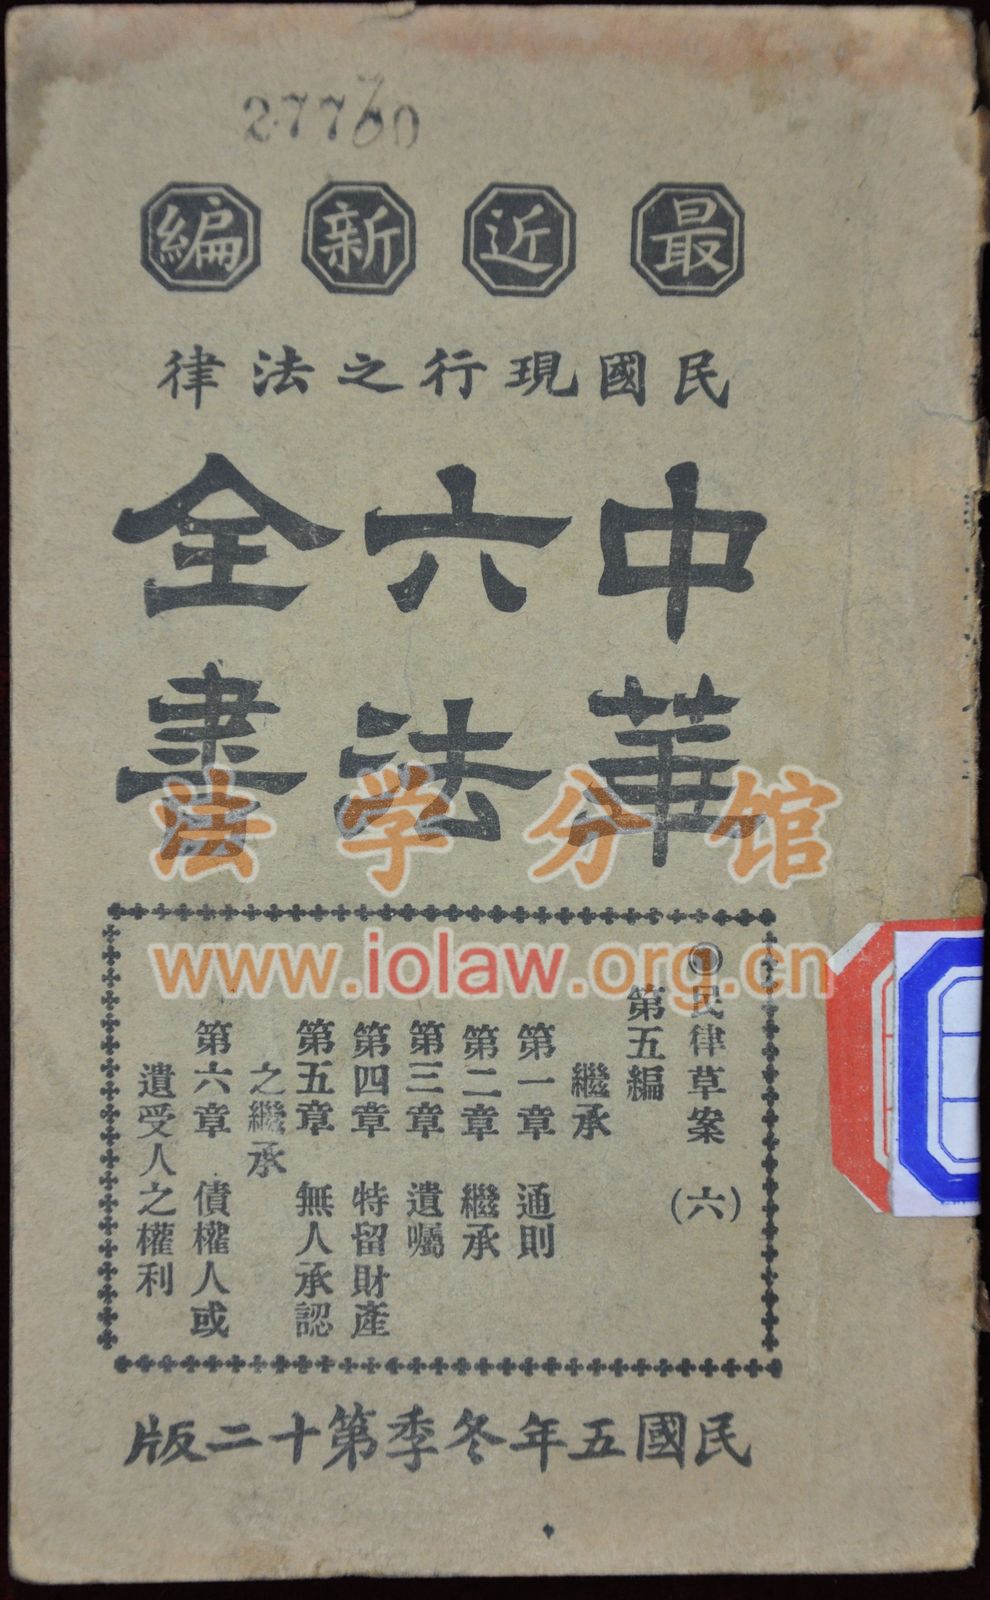 27760
最近新編
民國現行之法律
中華六法全書
◎民律草案(六)
第五編
繼承
第一章 通則
第二章 繼承
第三章 遺囑
第四章 特留財產
第五章 無人承認
之繼承
第六章 債權人或
遺受人之權利
民國五年冬季第十二版
法学分馆
www.iolaw.org.cn